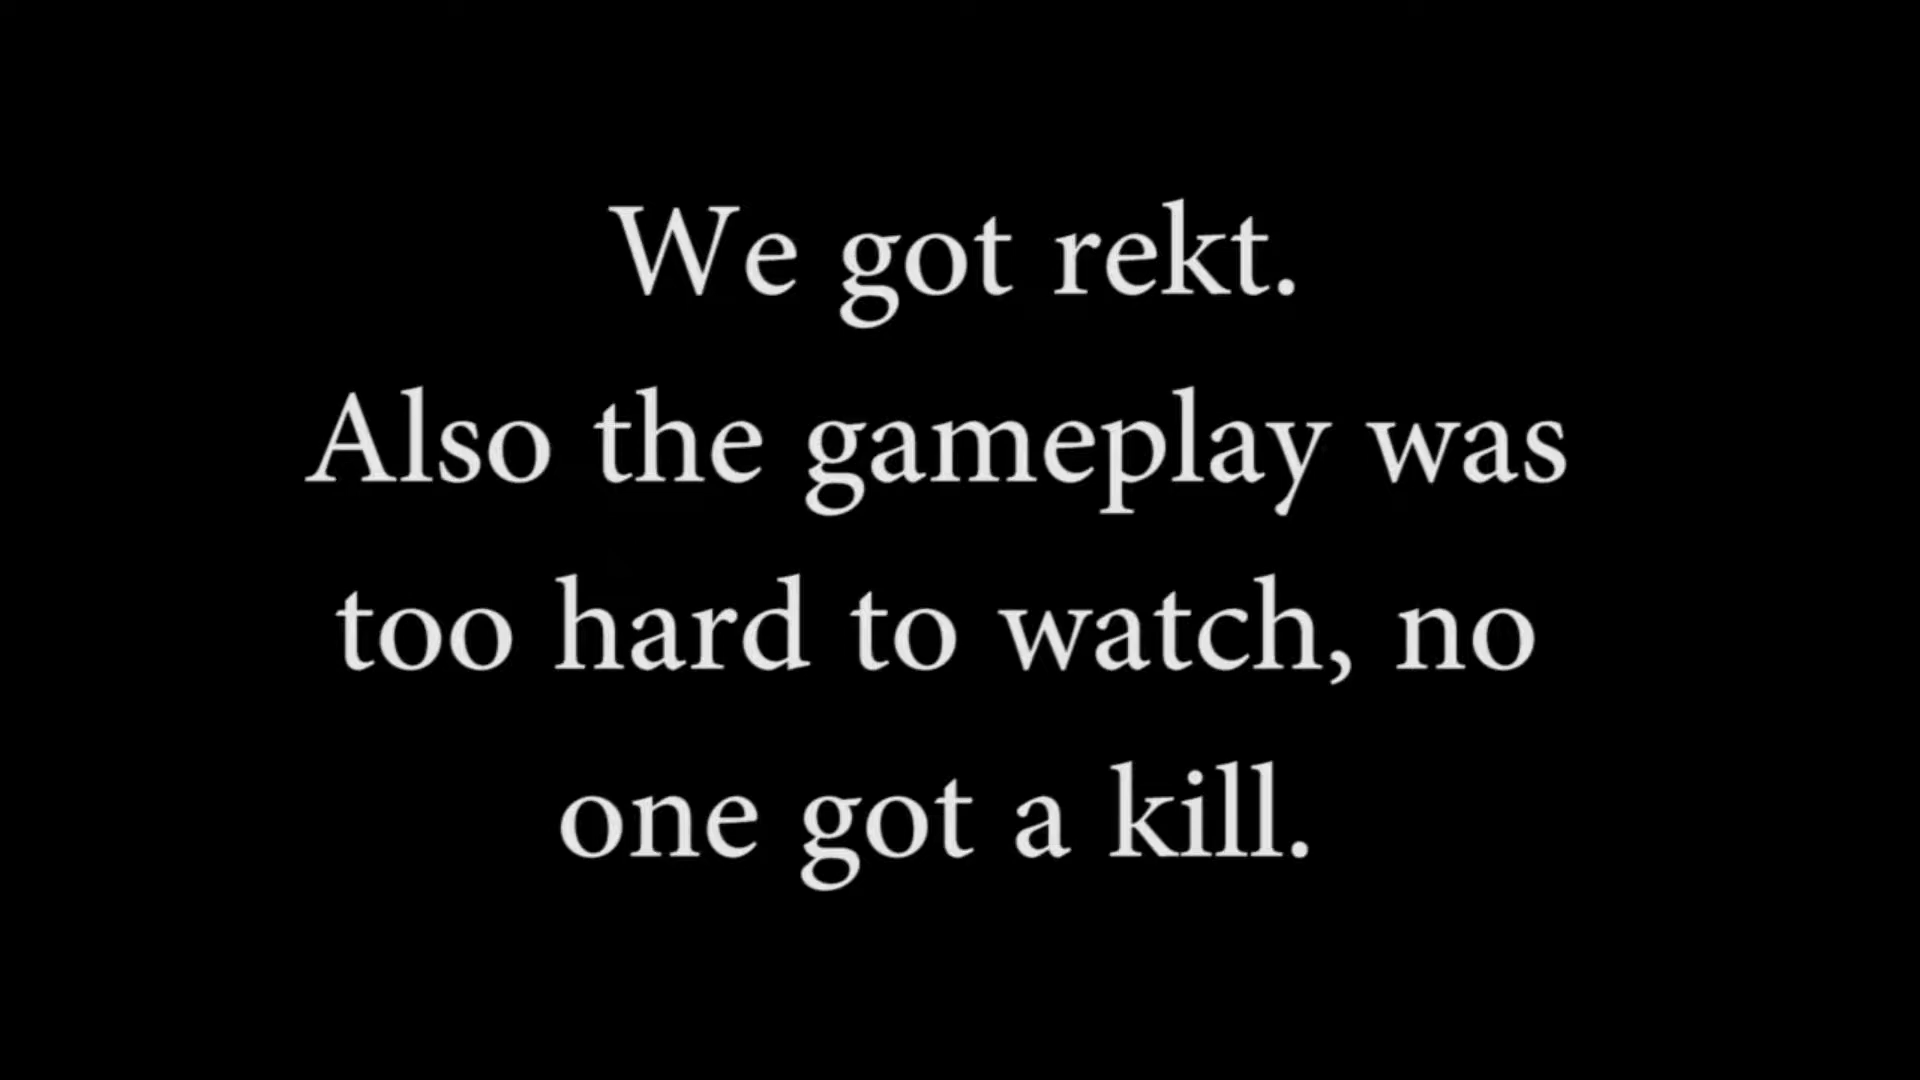 We got rekt.
Also the gameplay was
too hard to watch, no
one got a kill.